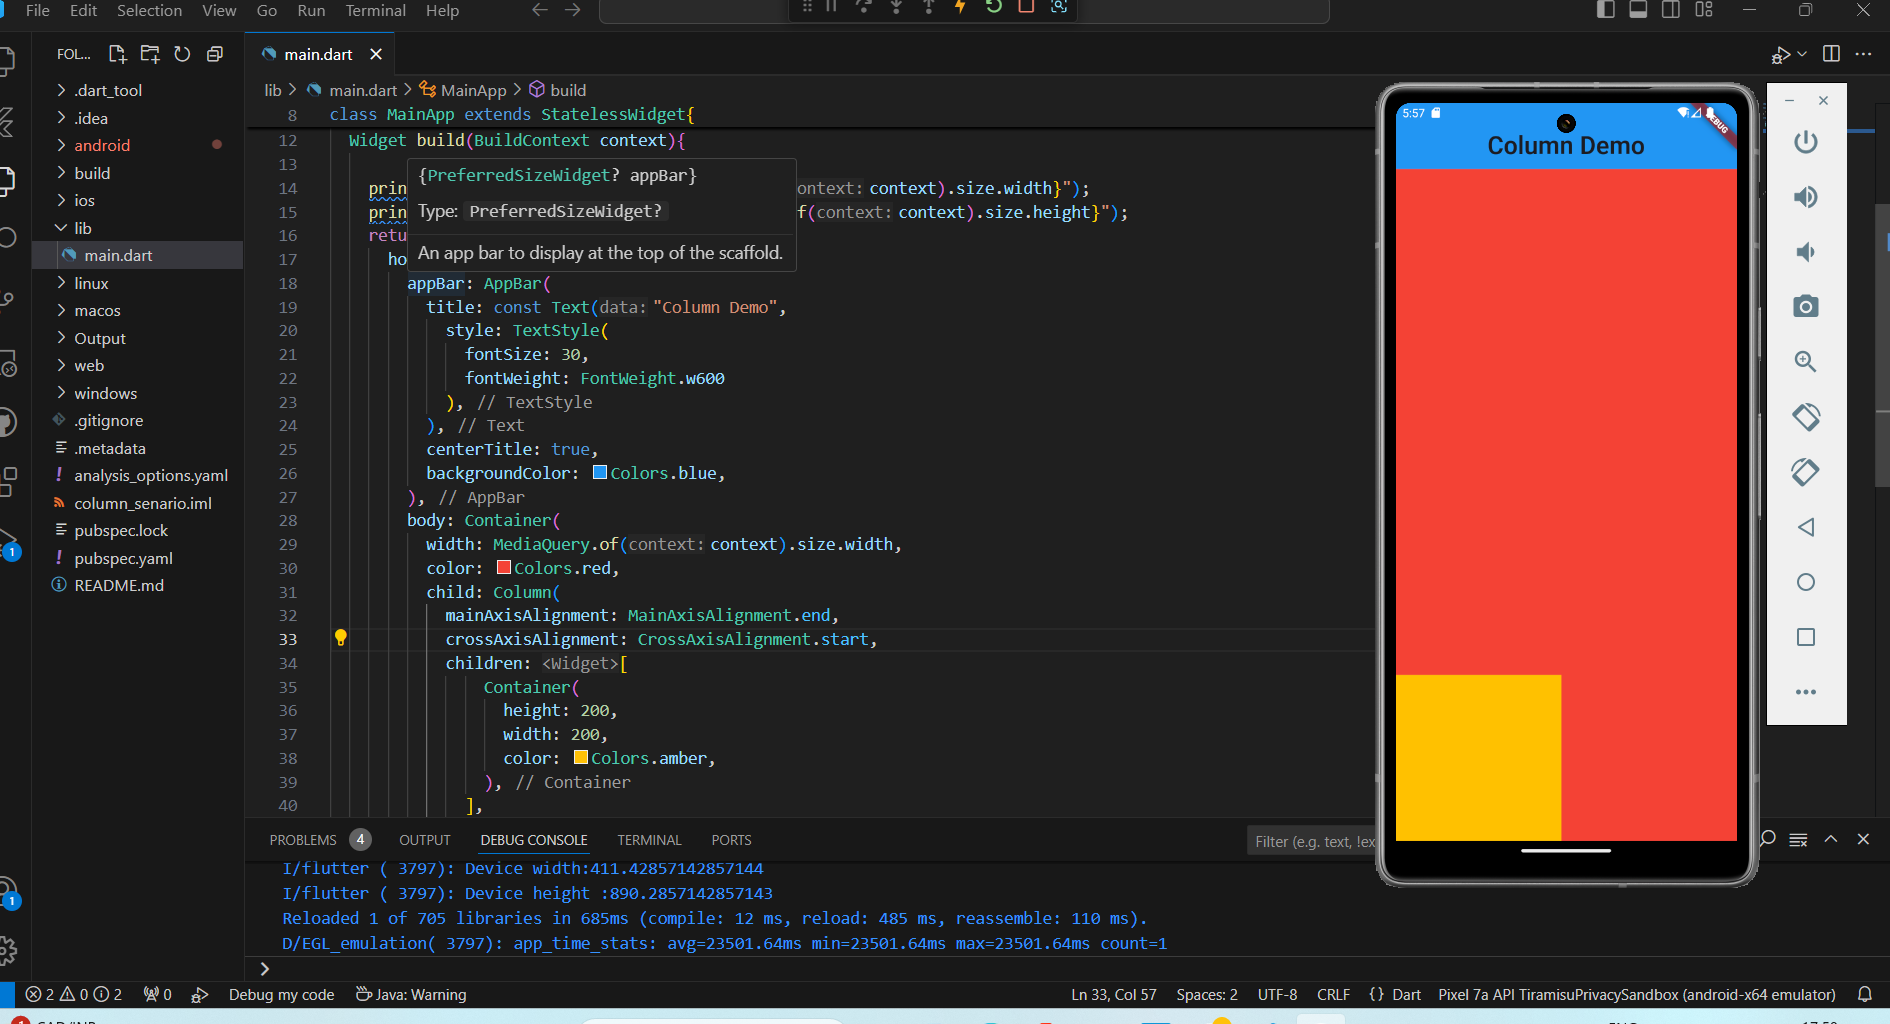 File Edit Selection View Go Run Terminal Help
FOL...
main.dart
lib > main.dart > MainApp > build
.dart_tool
.idea
android
build
ios
lib
main.dart
linux
macos
Output
web
windows
.gitignore
.metadata
analysis_options.yaml
column_senario.iml
pubspec.lock
pubspec.yaml
README.md
8 class MainApp extends StatelessWidget{
12 Widget build(BuildContext context){
13
{PreferredSizeWidget? appBar}
Type: PreferredSizeWidget?
An app bar to display at the top of the scaffold.
14 prin ontext: context).size.width}");
15 prin f(context: context).size.height}");
16 retu
17 ho
18 appBar: AppBar(
19 title: const Text(data: "Column Demo",
20 style: TextStyle(
21 fontSize: 30,
22 fontWeight: FontWeight.w600
23 ), // TextStyle
24 ), // Text
25 centerTitle: true,
26 backgroundColor: Colors.blue,
27 ), // AppBar
28 body: Container(
29 width: MediaQuery.of(context: context).size.width,
30 color: Colors.red,
31 child: Column(
32 mainAxisAlignment: MainAxisAlignment.end,
33 crossAxisAlignment: CrossAxisAlignment.start,
34 children: <Widget>[
35 Container(
36 height: 200,
37 width: 200,
38 color: Colors.amber,
39 ), // Container
40 ],
5:57
DEBUG
Column Demo
PROBLEMS 4 OUTPUT DEBUG CONSOLE TERMINAL PORTS
Filter (e.g. text, !ex
I/flutter ( 3797): Device width:411.42857142857144
I/flutter ( 3797): Device height :890.2857142857143
Reloaded 1 of 705 libraries in 685ms (compile: 12 ms, reload: 485 ms, reassemble: 110 ms).
D/EGL_emulation( 3797): app_time_stats: avg=23501.64ms min=23501.64ms max=23501.64ms count=1
>
1
1
2 0 2 0 Debug my code Java: Warning Ln 33, Col 57 Spaces: 2 UTF-8 CRLF {} Dart Pixel 7a API TiramisuPrivacySandbox (android-x64 emulator)